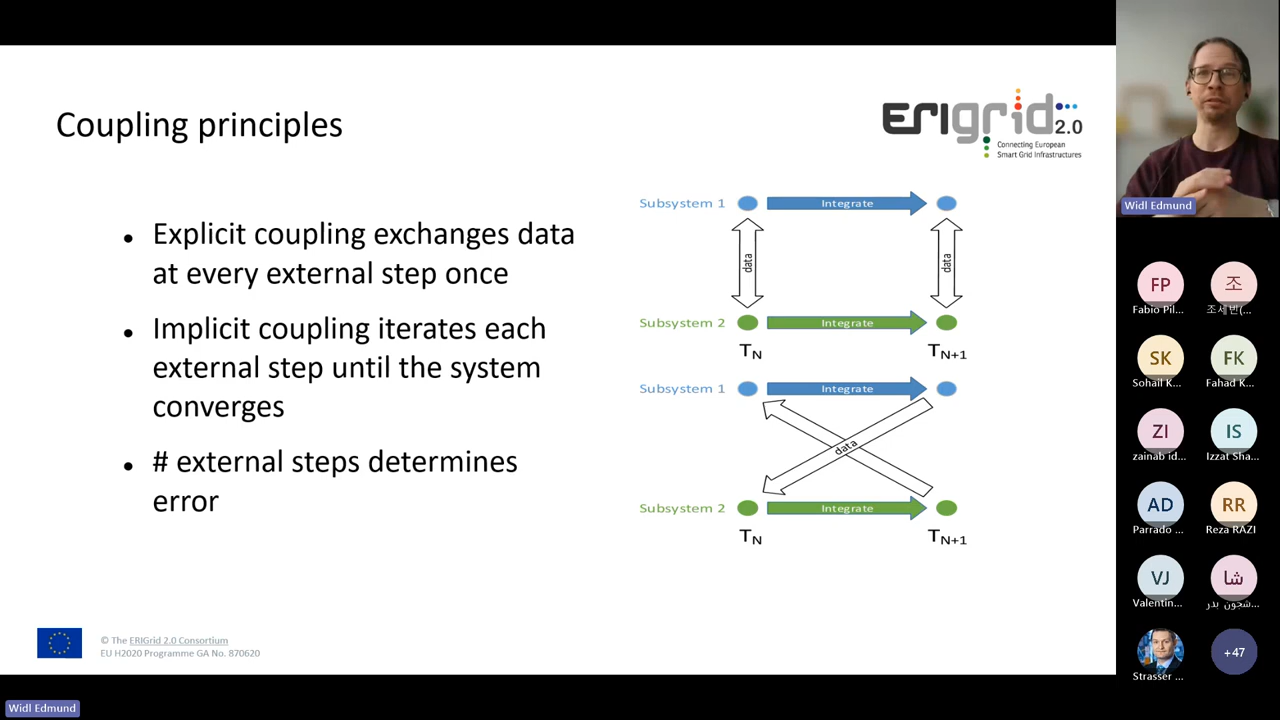 Coupling principles
ERIgrid 2.0
Connecting European
Smart Grid Infrastructures
• Explicit coupling exchanges data
at every external step once
• Implicit coupling iterates each
external step until the system
converges
• # external steps determines
error
Subsystem 1
Integrate
data
data
Subsystem 2
Integrate
TN
TN+1
Subsystem 1
Integrate
data
Subsystem 2
Integrate
TN
TN+1
© The ERIGrid 2.0 Consortium
EU H2020 Programme GA No. 870620
Widl Edmund
Widl Edmund
FP
Fabio Pil...
조
조세빈(...
SK
Sohail K...
FK
Fahad K...
ZI
zainab id...
IS
Izzat Sha...
AD
Parrado ...
RR
Reza RAZI
VJ
Valentin...
شا
شجون بدر...
Strasser ...
+47